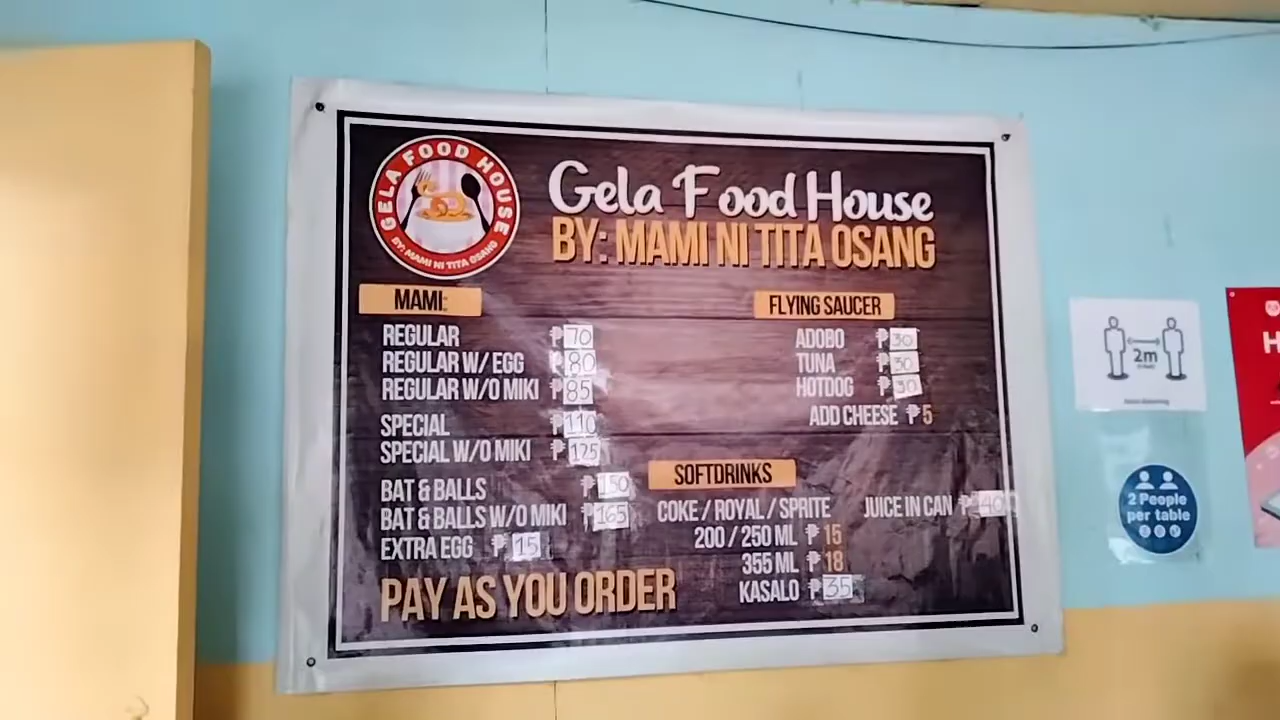 GELA FOOD HOUSE
BY: MAMI NI TITA OSANG
Gela Food House
BY: MAMI NI TITA OSANG
MAMI:
REGULAR ₱70
REGULAR W/ EGG ₱80
REGULAR W/O MIKI ₱85
SPECIAL ₱110
SPECIAL W/O MIKI ₱125
BAT & BALLS ₱150
BAT & BALLS W/O MIKI ₱165
EXTRA EGG ₱15
PAY AS YOU ORDER
FLYING SAUCER
ADOBO ₱30
TUNA ₱30
HOTDOG ₱30
ADD CHEESE ₱5
SOFTDRINKS
COKE / ROYAL / SPRITE
200 / 250 ML ₱15
355 ML ₱18
KASALO ₱35
JUICE IN CAN ₱40
2m
2 People
per table
H